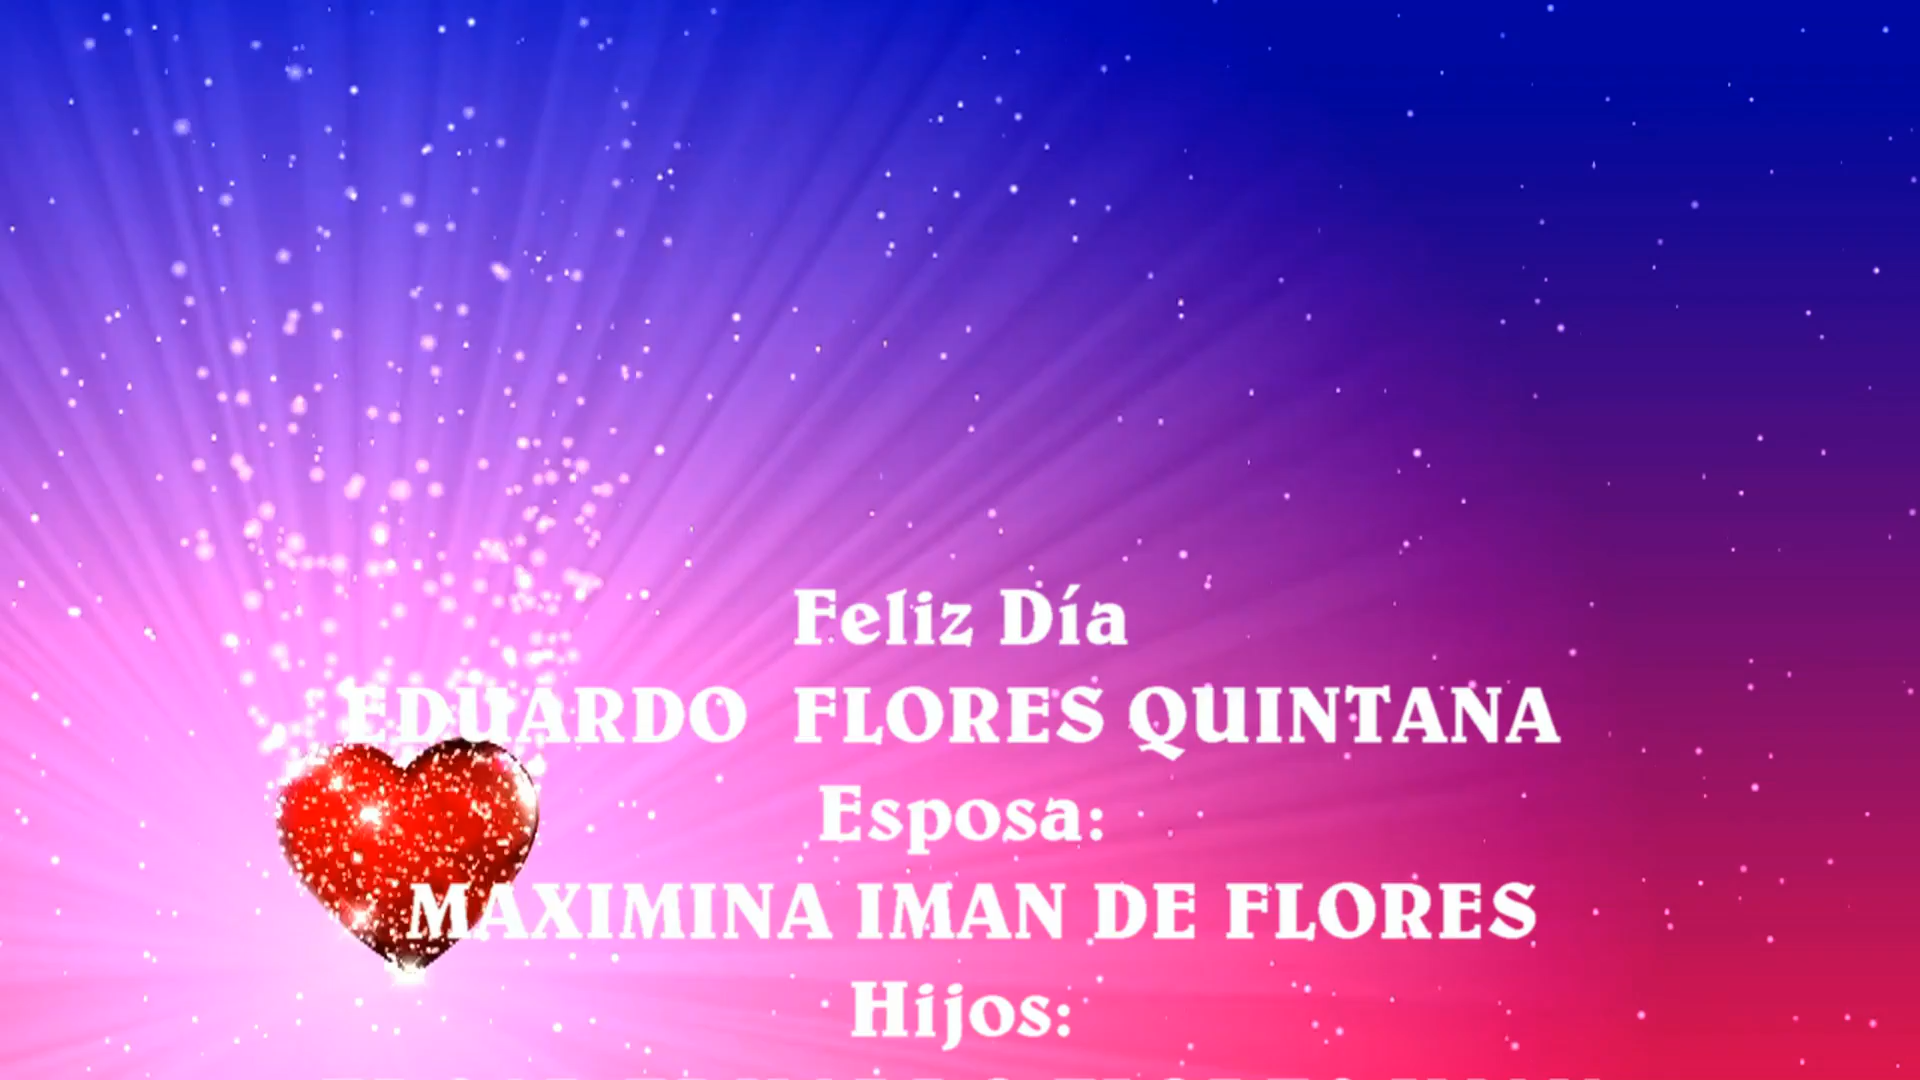 Feliz Día
EDUARDO FLORES QUINTANA
Esposa:
MAXIMINA IMAN DE FLORES
Hijos: